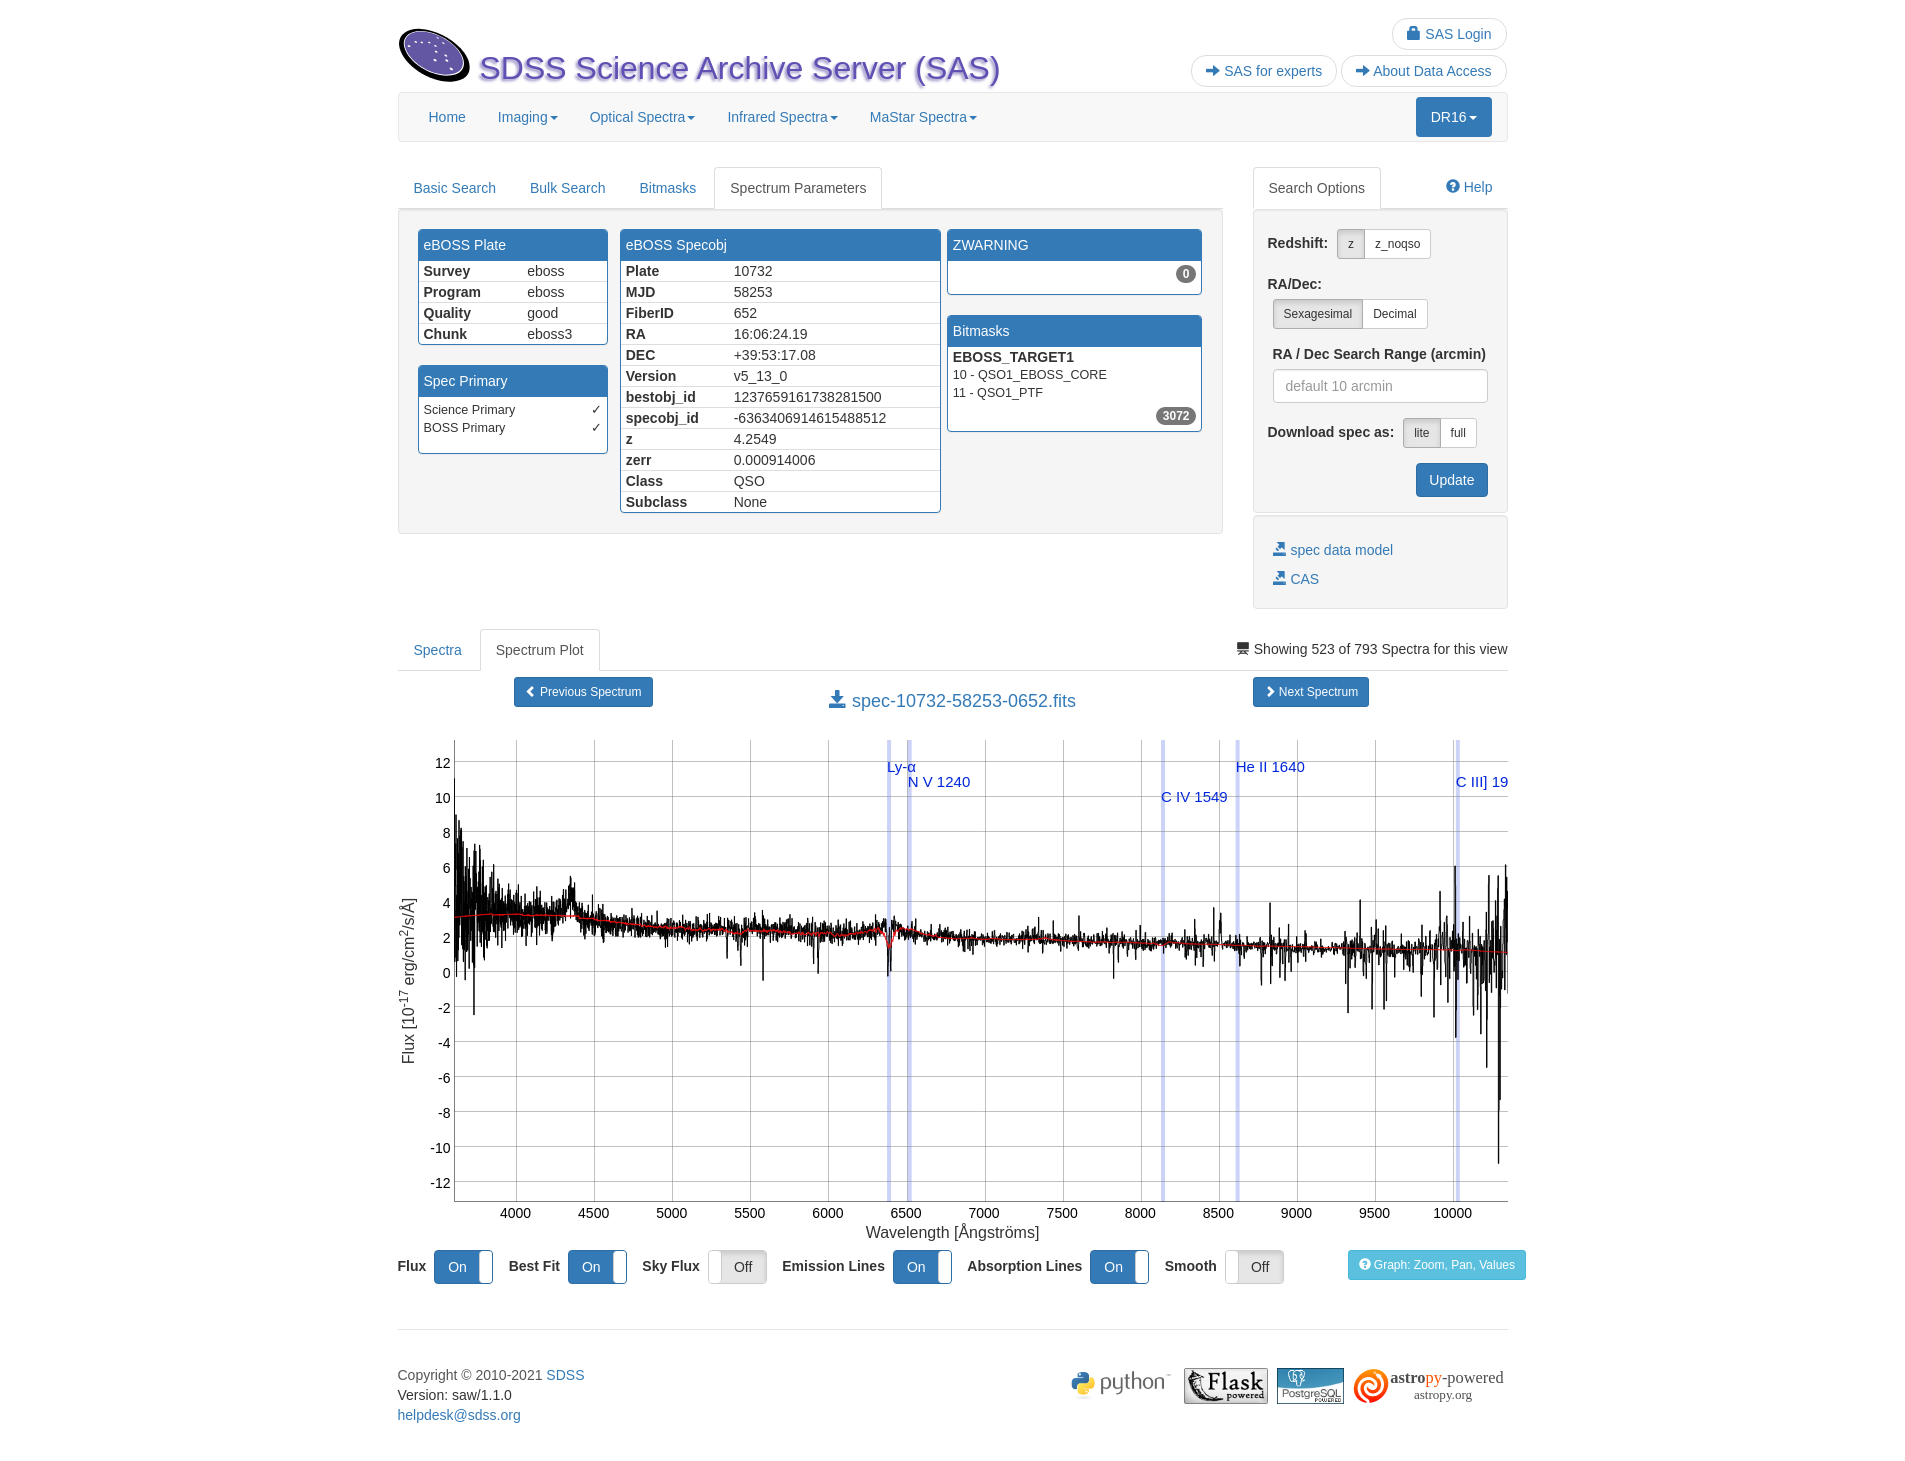 SAS Login
SDSS Science Archive Server (SAS)
SAS for experts
About Data Access
Home
Imaging
Optical Spectra
Infrared Spectra
MaStar Spectra
DR16
Basic Search
Bulk Search
Bitmasks
Spectrum Parameters
eBOSS Plate
Survey eboss
Program eboss
Quality good
Chunk eboss3
Spec Primary
Science Primary ✓
BOSS Primary ✓
eBOSS Specobj
Plate 10732
MJD 58253
FiberID 652
RA 16:06:24.19
DEC +39:53:17.08
Version v5_13_0
bestobj_id 1237659161738281500
specobj_id -6363406914615488512
z 4.2549
zerr 0.000914006
Class QSO
Subclass None
ZWARNING
0
Bitmasks
EBOSS_TARGET1
10 - QSO1_EBOSS_CORE
11 - QSO1_PTF
3072
Search Options
Help
Redshift: z z_noqso
RA/Dec:
Sexagesimal Decimal
RA / Dec Search Range (arcmin)
default 10 arcmin
Download spec as: lite full
Update
spec data model
CAS
Spectra
Spectrum Plot
Showing 523 of 793 Spectra for this view
Previous Spectrum
spec-10732-58253-0652.fits
Next Spectrum
Flux [10-17 erg/cm2/s/Å]
12
10
8
6
4
2
0
-2
-4
-6
-8
-10
-12
Ly-α
N V 1240
C IV 1549
He II 1640
C III] 19
4000 4500 5000 5500 6000 6500 7000 7500 8000 8500 9000 9500 10000
Wavelength [Ångströms]
Flux On Best Fit On Sky Flux Off Emission Lines On Absorption Lines On Smooth Off
Graph: Zoom, Pan, Values
Copyright © 2010-2021 SDSS
Version: saw/1.1.0
helpdesk@sdss.org
python
Flask
powered
PostgreSQL
POWERED
astropy-powered
astropy.org